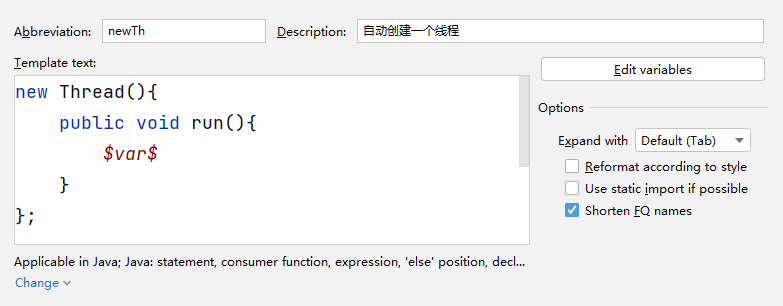 Abbreviation: newTh Description: 自动创建一个线程
Template text:
new Thread(){
    public void run(){
        $var$
    }
};
Edit variables
Options
Expand with Default (Tab)
Reformat according to style
Use static import if possible
Shorten FQ names
Applicable in Java; Java: statement, consumer function, expression, 'else' position, decl...
Change